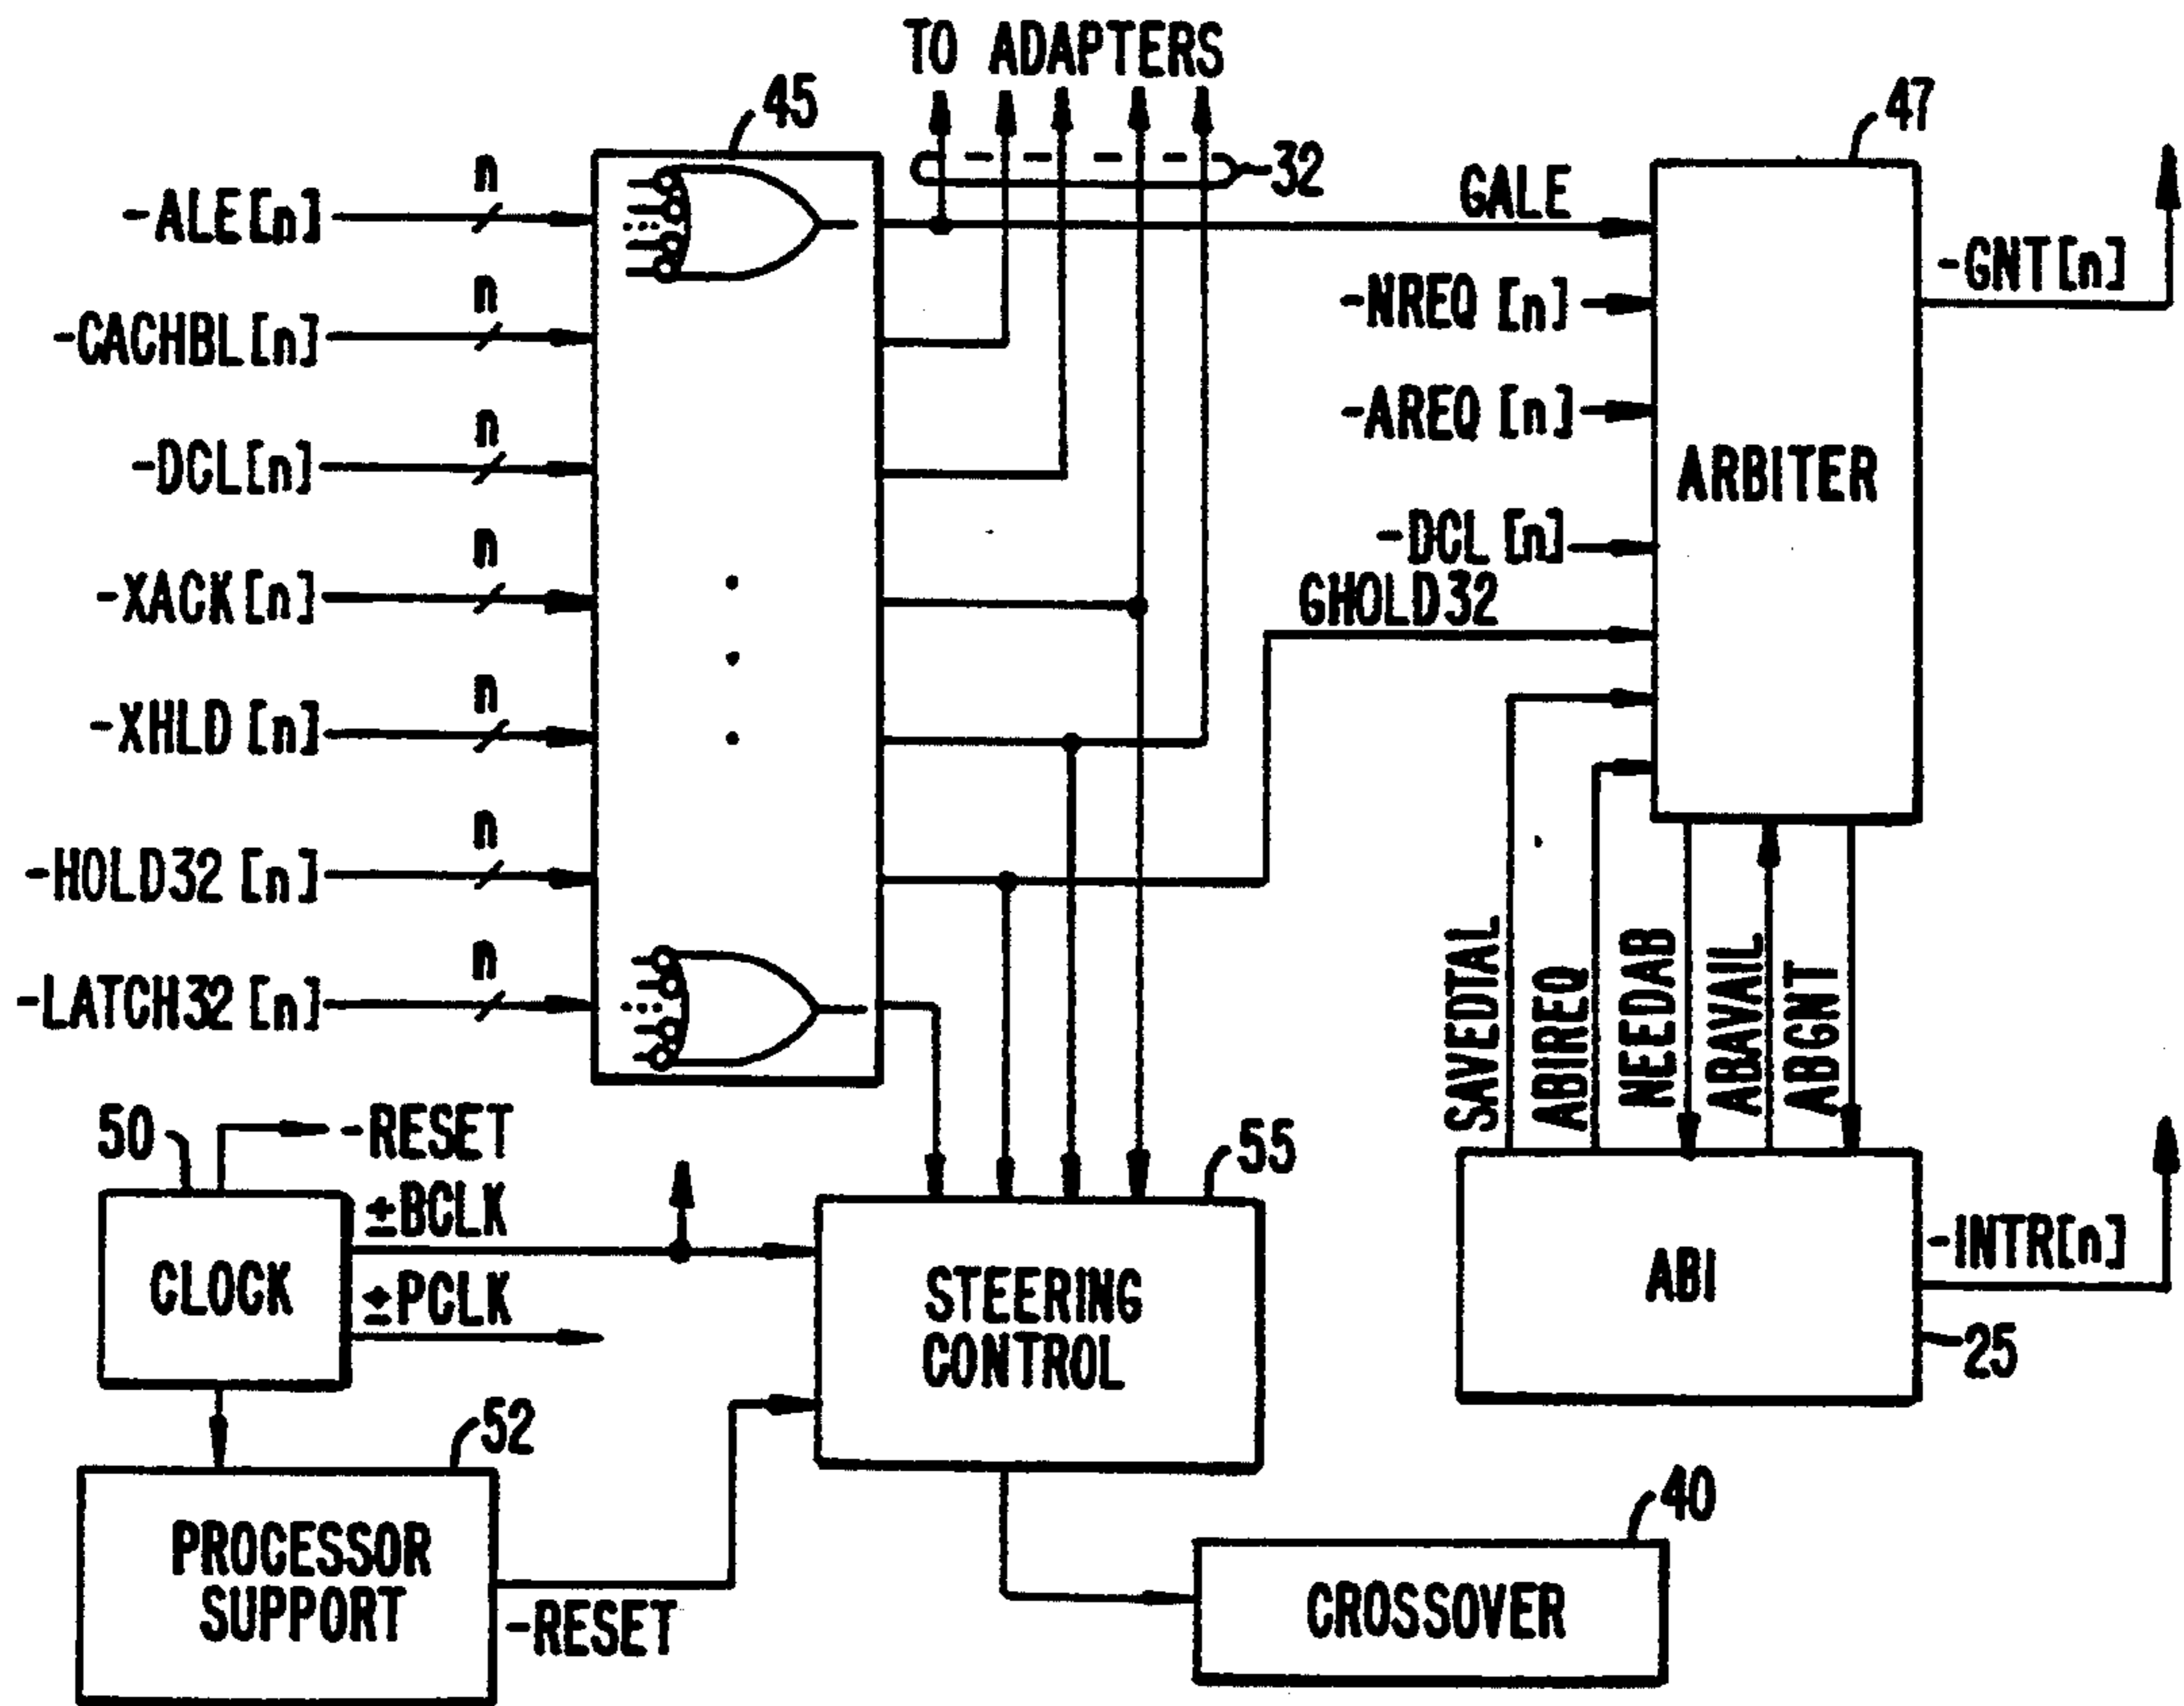 TO ADAPTERS
45
47
32
n
-ALE[n]
GALE
-GNT[n]
n
-CACHBL[n]
-NREQ [n]
n
-DCL[n]
-AREQ [n]
ARBITER
n
-XACK[n]
-DCL [n]
GHOLD32
n
-XHLD [n]
n
-HOLD32 [n]
n
-LATCH32 [n]
SAVEDTAL
ABIREQ
NEEDAB
ABAVAIL
ABGNT
50
-RESET
55
±BCLK
CLOCK
±PCLK
STEERING
CONTROL
ABI
-INTR[n]
25
52
40
PROCESSOR
SUPPORT
-RESET
CROSSOVER